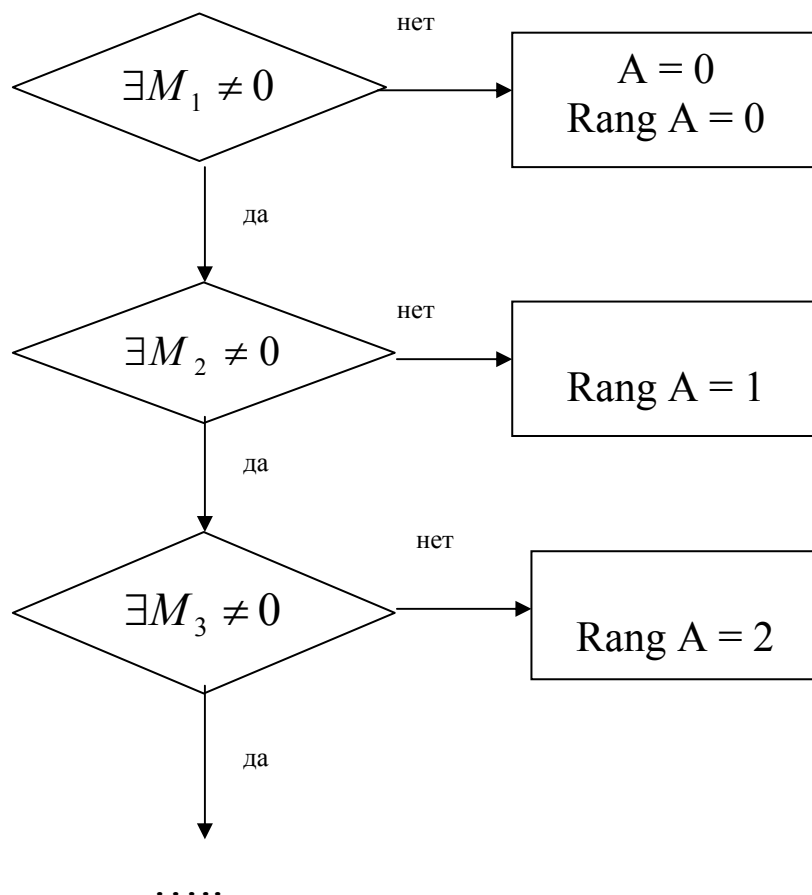 нет
∃M₁ ≠ 0
A = 0
Rang A = 0
да
нет
∃M₂ ≠ 0
Rang A = 1
да
нет
∃M₃ ≠ 0
Rang A = 2
да
.....